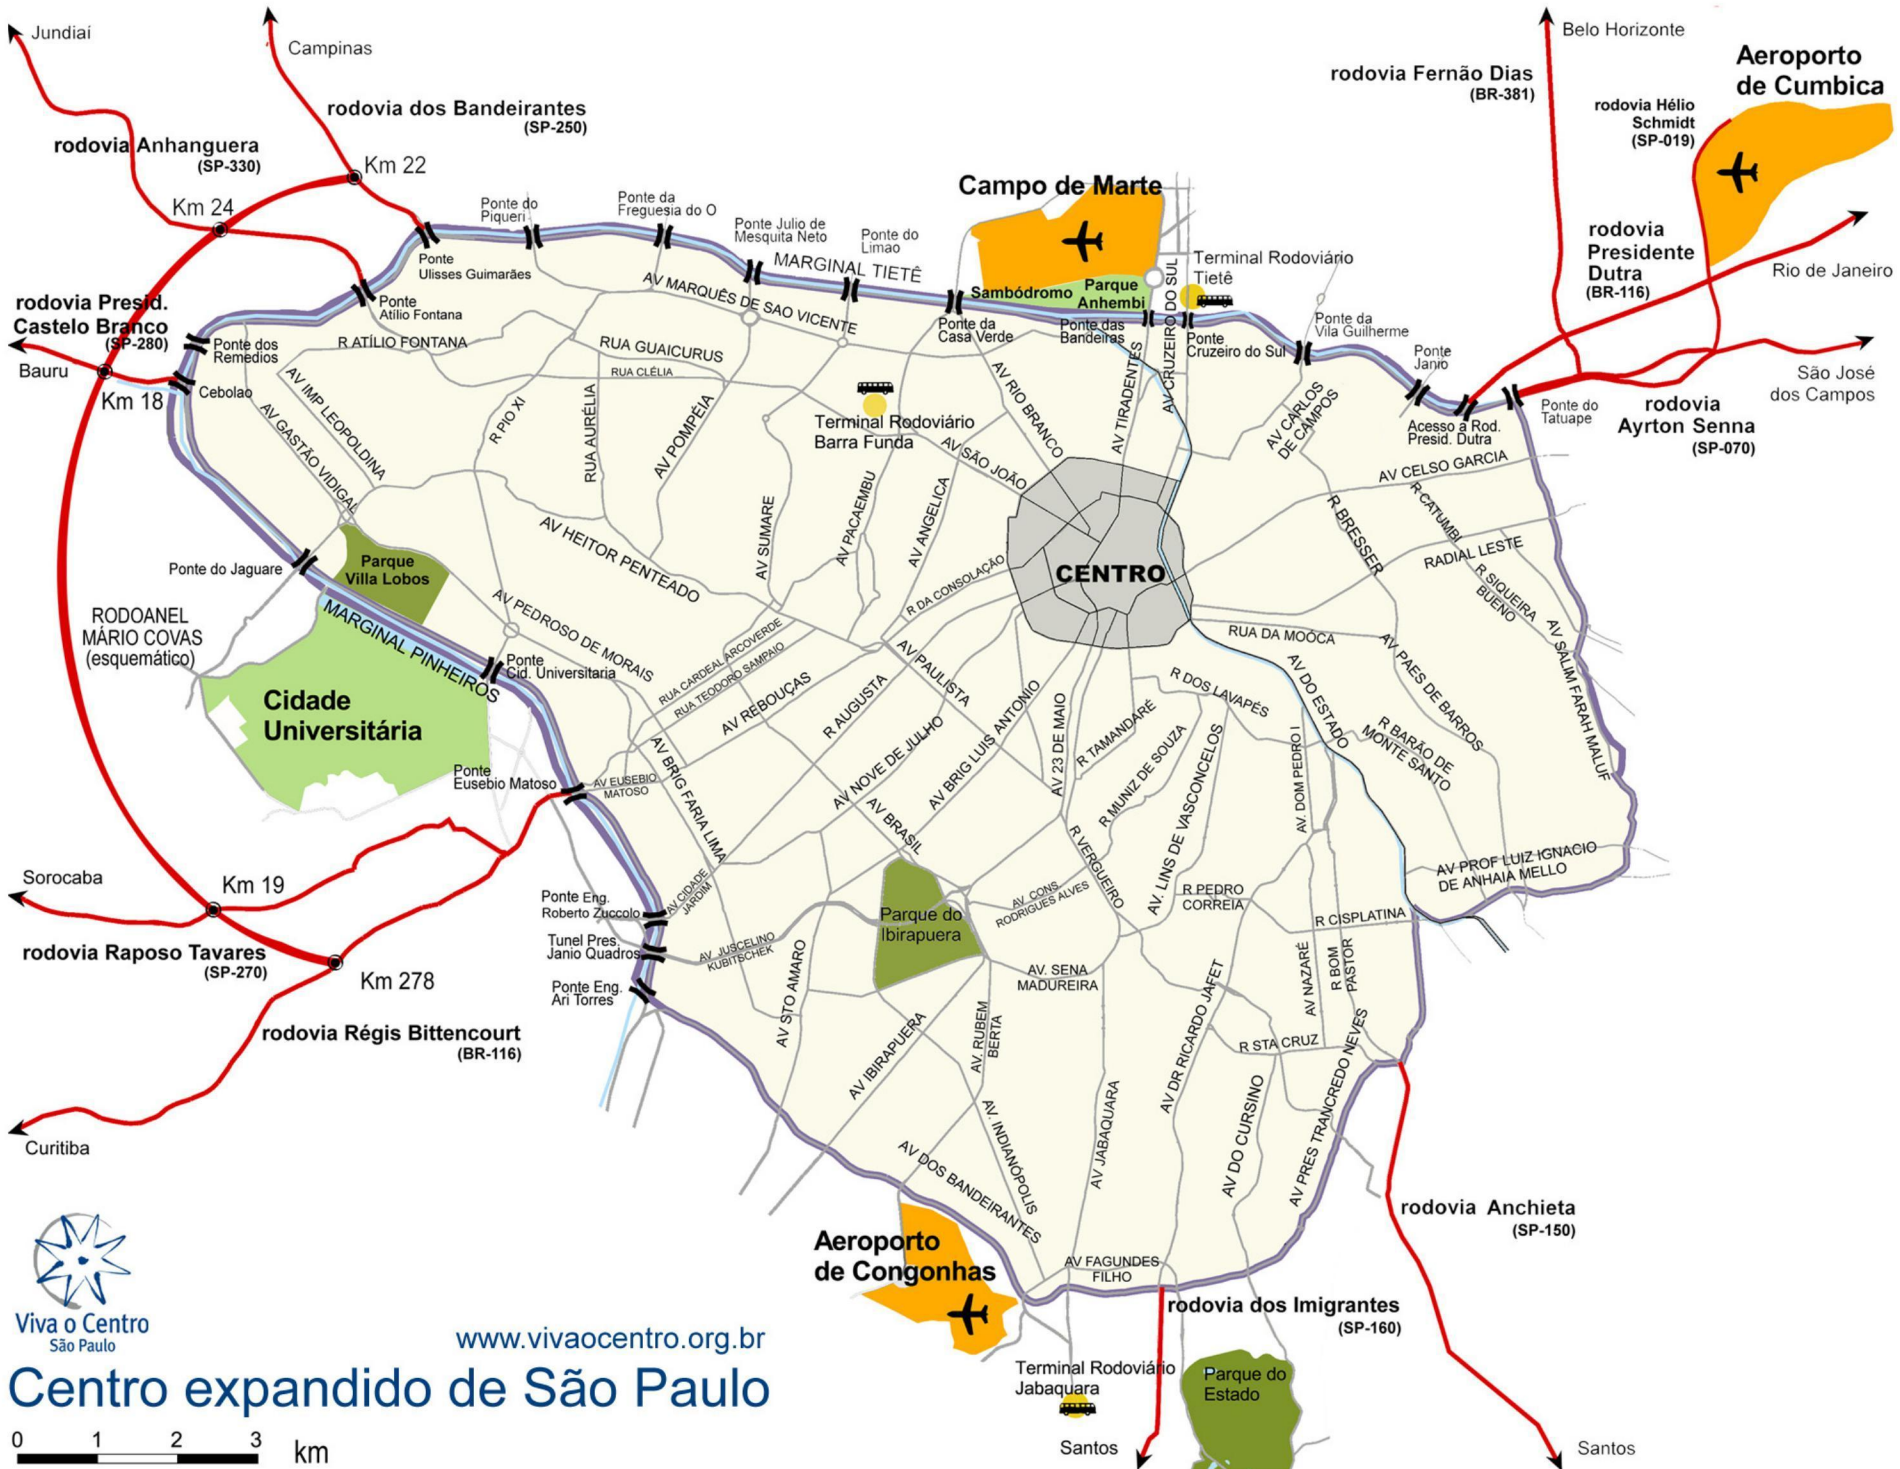 Jundiaí
Campinas
Belo Horizonte
Aeroporto
de Cumbica
rodovia Fernão Dias
(BR-381)
rodovia Hélio
Schmidt
(SP-019)
rodovia dos Bandeirantes
(SP-250)
rodovia Anhanguera
(SP-330)
Km 22
Km 24
Ponte do
Piqueri
Ponte da
Freguesia do O
Ponte Julio de
Mesquita Neto
Ponte do
Limao
MARGINAL TIETÊ
Campo de Marte
Sambódromo
Parque
Anhembi
Terminal Rodoviário
Tietê
rodovia
Presidente
Dutra
(BR-116)
Rio de Janeiro
Ponte
Ulisses Guimarães
Ponte
Atílio Fontana
rodovia Presid.
Castelo Branco
(SP-280)
Bauru
Km 18
Ponte dos
Remedios
Cebolao
R ATÍLIO FONTANA
AV MARQUÊS DE SAO VICENTE
RUA GUAICURUS
RUA CLÉLIA
Ponte da
Casa Verde
Ponte das
Bandeiras
AV CRUZEIRO DO SUL
Ponte
Cruzeiro do Sul
Ponte da
Vila Guilherme
Ponte
Janio
Acesso a Rod.
Presid. Dutra
Ponte do
Tatuape
rodovia
Ayrton Senna
(SP-070)
São José
dos Campos
AV IMP LEOPOLDINA
AV GASTÃO VIDIGAL
R PIO XI
RUA AURÉLIA
AV POMPÉIA
Terminal Rodoviário
Barra Funda
AV RIO BRANCO
AV TIRADENTES
AV CARLOS
DE CAMPOS
AV SÃO JOÃO
AV CELSO GARCIA
AV SUMARE
AV PACAEMBU
AV ANGELICA
AV HEITOR PENTEADO
R DA CONSOLAÇÃO
CENTRO
R BRESSER
R CATUMBI
RADIAL LESTE
R SIQUEIRA
BUENO
AV SALIM FARAH MALUF
Ponte do Jaguare
Parque
Villa Lobos
RODOANEL
MÁRIO COVAS
(esquemático)
MARGINAL PINHEIROS
AV PEDROSO DE MORAIS
Ponte
Cid. Universitaria
Cidade
Universitária
RUA CARDEAL ARCOVERDE
RUA TEODORO SAMPAIO
AV REBOUÇAS
R AUGUSTA
AV PAULISTA
AV NOVE DE JULHO
AV BRIG LUIS ANTONIO
AV 23 DE MAIO
R TAMANDARÉ
R DOS LAVAPÉS
RUA DA MOÓCA
AV DO ESTADO
AV PAES DE BARROS
R BARÃO DE
MONTE SANTO
Ponte
Eusebio Matoso
AV EUSEBIO
MATOSO
AV BRIG FARIA LIMA
AV BRASIL
R MUNIZ DE SOUZA
AV. LINS DE VASCONCELOS
AV. DOM PEDRO I
R VERGUEIRO
AV PROF LUIZ IGNACIO
DE ANHAIA MELLO
Sorocaba
Km 19
rodovia Raposo Tavares
(SP-270)
Km 278
rodovia Régis Bittencourt
(BR-116)
Curitiba
Ponte Eng.
Roberto Zuccolo
Tunel Pres.
Janio Quadros
Ponte Eng.
Ari Torres
AV CIDADE
JARDIM
AV JUSCELINO
KUBITSCHEK
Parque do
Ibirapuera
AV. CONS
RODRIGUES ALVES
R PEDRO
CORREIA
R CISPLATINA
AV STO AMARO
AV IBIRAPUERA
AV. RUBEM
BERTA
AV. SENA
MADUREIRA
AV DR RICARDO JAFET
AV NAZARÉ
R BOM
PASTOR
R STA CRUZ
AV. INDIANÓPOLIS
AV JABAQUARA
AV DO CURSINO
AV PRES TRANCREDO NEVES
AV DOS BANDEIRANTES
AV FAGUNDES
FILHO
rodovia Anchieta
(SP-150)
Aeroporto
de Congonhas
rodovia dos Imigrantes
(SP-160)
Terminal Rodoviário
Jabaquara
Parque do
Estado
Santos
Santos
Viva o Centro
São Paulo
www.vivaocentro.org.br
Centro expandido de São Paulo
0 1 2 3 km